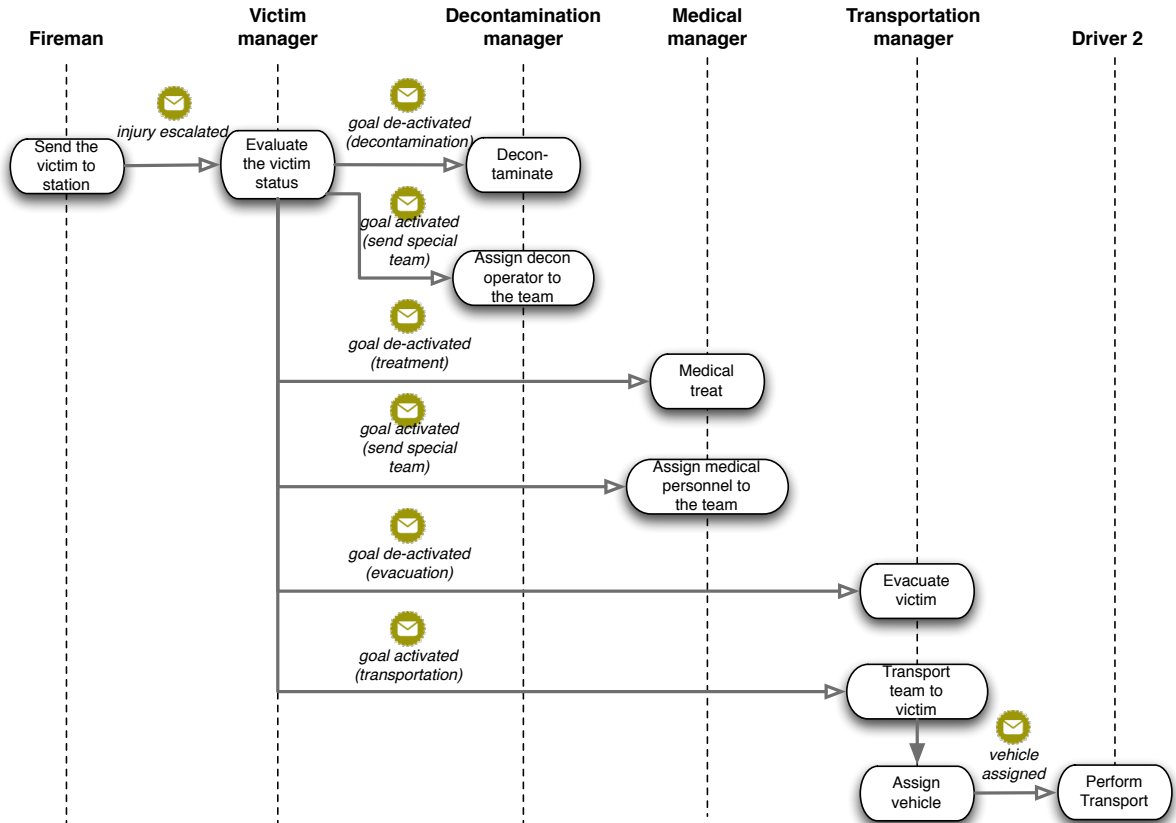 Fireman
Victim
manager
Decontamination
manager
Medical
manager
Transportation
manager
Driver 2
injury escalated
goal de-activated
(decontamination)
Send the
victim to
station
Evaluate
the victim
status
Decon-
taminate
goal activated
(send special
team)
Assign decon
operator to
the team
goal de-activated
(treatment)
Medical
treat
goal activated
(send special
team)
Assign medical
personnel to
the team
goal de-activated
(evacuation)
Evacuate
victim
goal activated
(transportation)
Transport
team to
victim
vehicle
assigned
Assign
vehicle
Perform
Transport